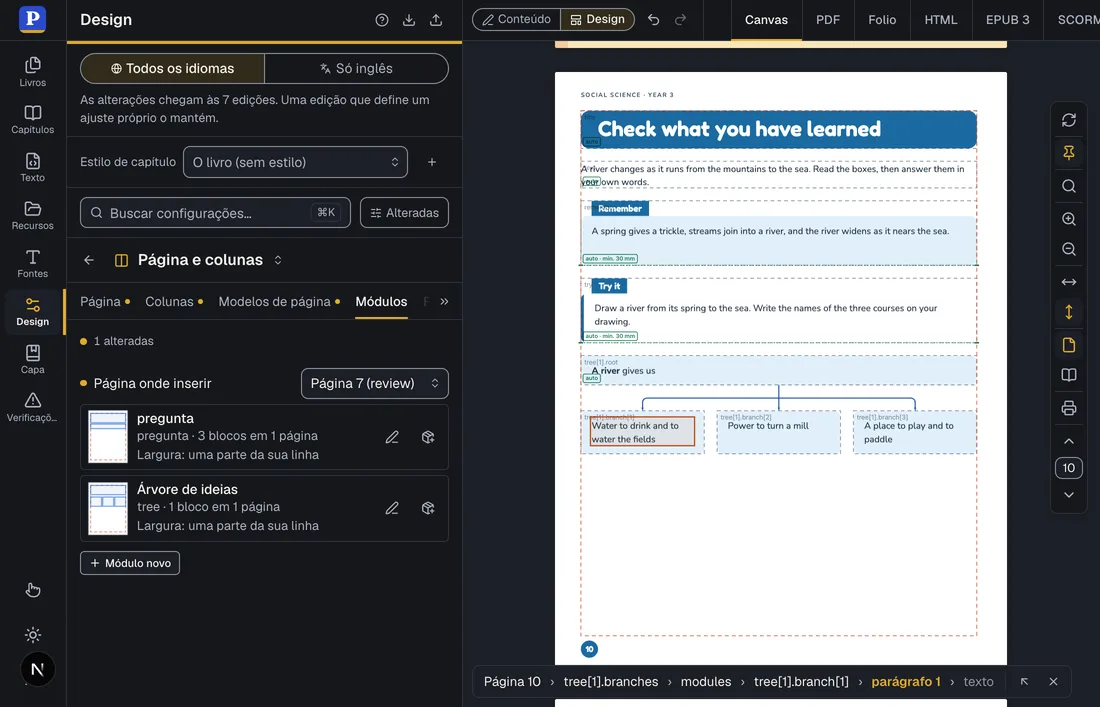 P
Design
Conteúdo
Design
Canvas
PDF
Folio
HTML
EPUB 3
SCORM
Livros
Capítulos
Texto
Recursos
Fontes
Design
Capa
Verificaçõ...
N
Todos os idiomas
Só inglês
As alterações chegam às 7 edições. Uma edição que define um
ajuste próprio o mantém.
Estilo de capítulo
O livro (sem estilo)
Buscar configurações...
⌘K
Alteradas
Página e colunas
Página
Colunas
Modelos de página
Módulos
1 alteradas
Página onde inserir
Página 7 (review)
pregunta
pregunta · 3 blocos em 1 página
Largura: uma parte da sua linha
Árvore de ideias
tree · 1 bloco em 1 página
Largura: uma parte da sua linha
+ Módulo novo
SOCIAL SCIENCE · YEAR 3
Check what you have learned
auto
A river changes as it runs from the mountains to the sea. Read the boxes, then answer them in
your own words.
Remember
A spring gives a trickle, streams join into a river, and the river widens as it nears the sea.
auto · min. 30 mm
Try it
Draw a river from its spring to the sea. Write the names of the three courses on your
drawing.
auto · min. 30 mm
tree[1].root
A river gives us
auto
tree[1].branch[1]
Water to drink and to
water the fields
tree[1].branch[2]
Power to turn a mill
tree[1].branch[3]
A place to play and to
paddle
10
10
Página 10 › tree[1].branches › modules › tree[1].branch[1] › parágrafo 1 › texto